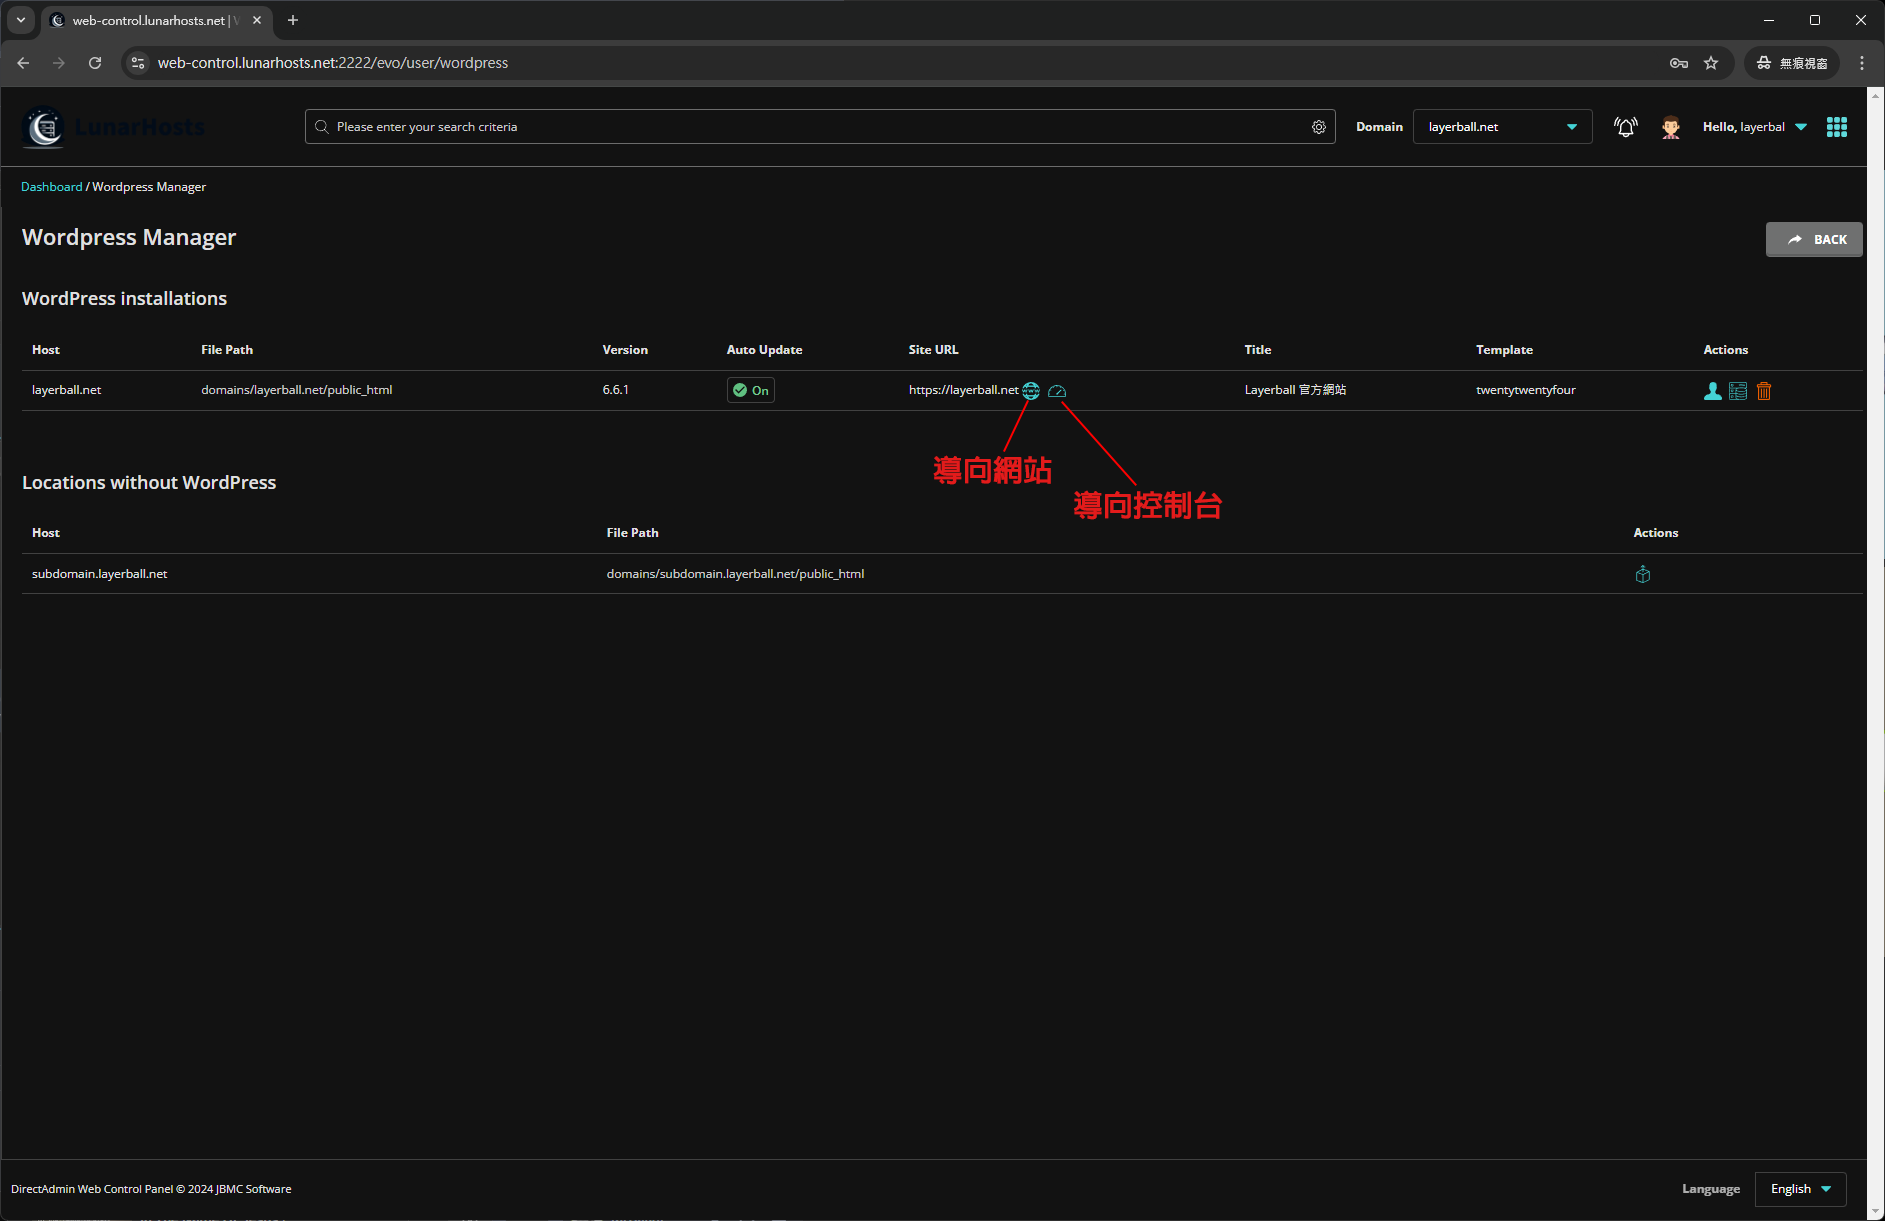 web-control.lunarhosts.net |
web-control.lunarhosts.net:2222/evo/user/wordpress
無痕視窗
LunarHosts
Please enter your search criteria
Domain
layerball.net
Hello, layerbal
Dashboard / Wordpress Manager
Wordpress Manager
BACK
WordPress installations
Host File Path Version Auto Update Site URL Title Template Actions
layerball.net domains/layerball.net/public_html 6.6.1 On https://layerball.net Layerball 官方網站 twentytwentyfour
導向網站
導向控制台
Locations without WordPress
Host File Path Actions
subdomain.layerball.net domains/subdomain.layerball.net/public_html
DirectAdmin Web Control Panel © 2024 JBMC Software
Language English